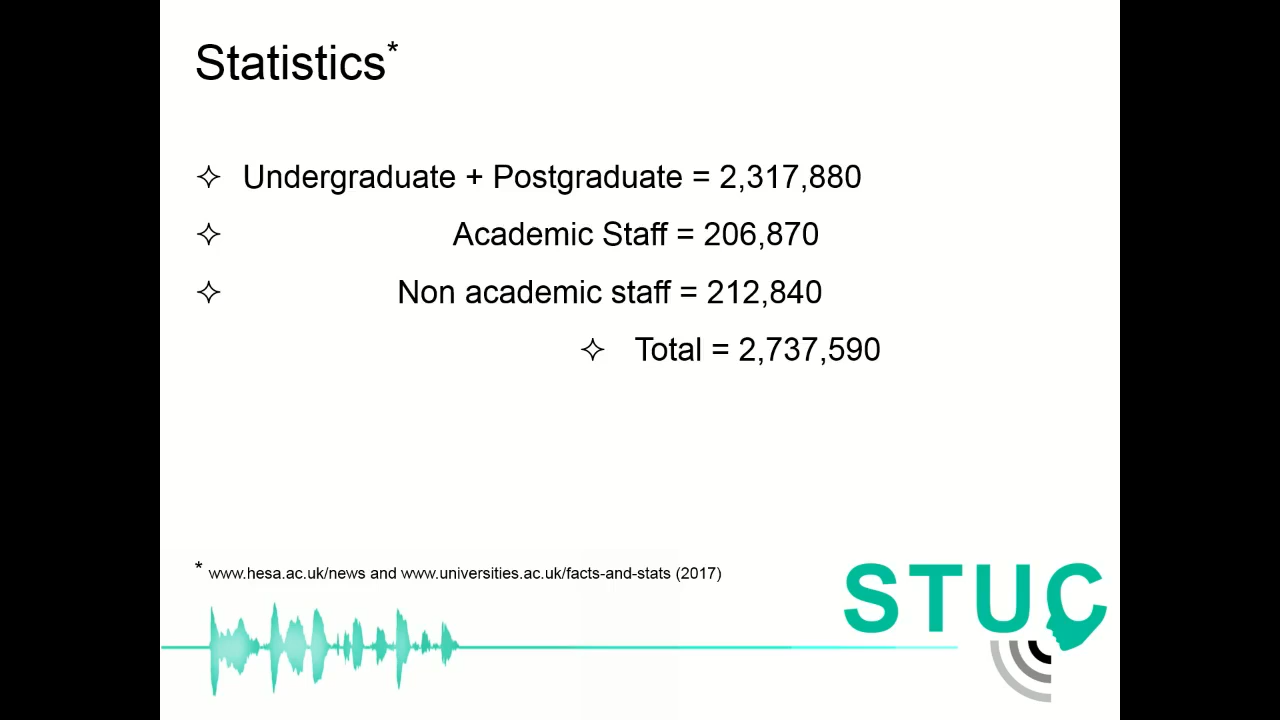 Statistics*
✧ Undergraduate + Postgraduate = 2,317,880
✧ Academic Staff = 206,870
✧ Non academic staff = 212,840
✧ Total = 2,737,590
* www.hesa.ac.uk/news and www.universities.ac.uk/facts-and-stats (2017)
STUC